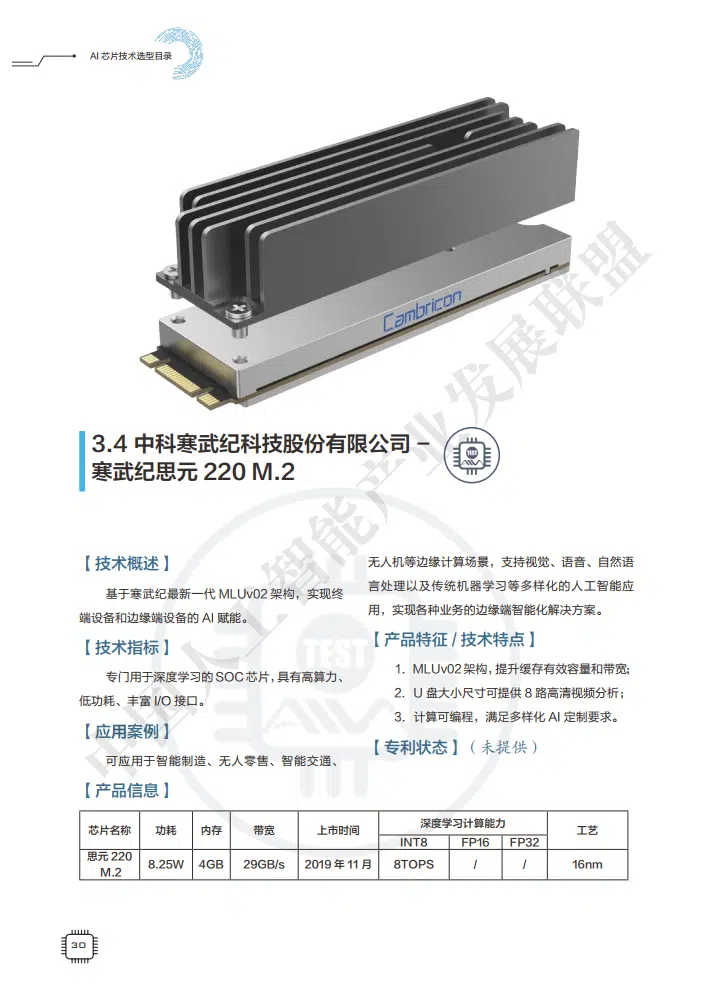 AI 芯片技术选型目录
Cambricon
3.4 中科寒武纪科技股份有限公司 –
寒武纪思元 220 M.2
【 技术概述 】
基于寒武纪最新一代 MLUv02 架构，实现终
端设备和边缘端设备的 AI 赋能。
【 技术指标 】
专门用于深度学习的 SOC 芯片，具有高算力、
低功耗、丰富 I/O 接口。
【 应用案例 】
可应用于智能制造、无人零售、智能交通、
无人机等边缘计算场景，支持视觉、语音、自然语
言处理以及传统机器学习等多样化的人工智能应
用，实现各种业务的边缘端智能化解决方案。
【 产品特征 / 技术特点 】
1. MLUv02 架构，提升缓存有效容量和带宽；
2. U 盘大小尺寸可提供 8 路高清视频分析；
3. 计算可编程，满足多样化 AI 定制要求。
【 专利状态 】（未提供）
【 产品信息 】
芯片名称 功耗 内存 带宽 上市时间 深度学习计算能力 工艺
INT8 FP16 FP32
思元 220 M.2 8.25W 4GB 29GB/s 2019 年 11 月 8TOPS / / 16nm
30
中国人工智能产业发展联盟
TEST